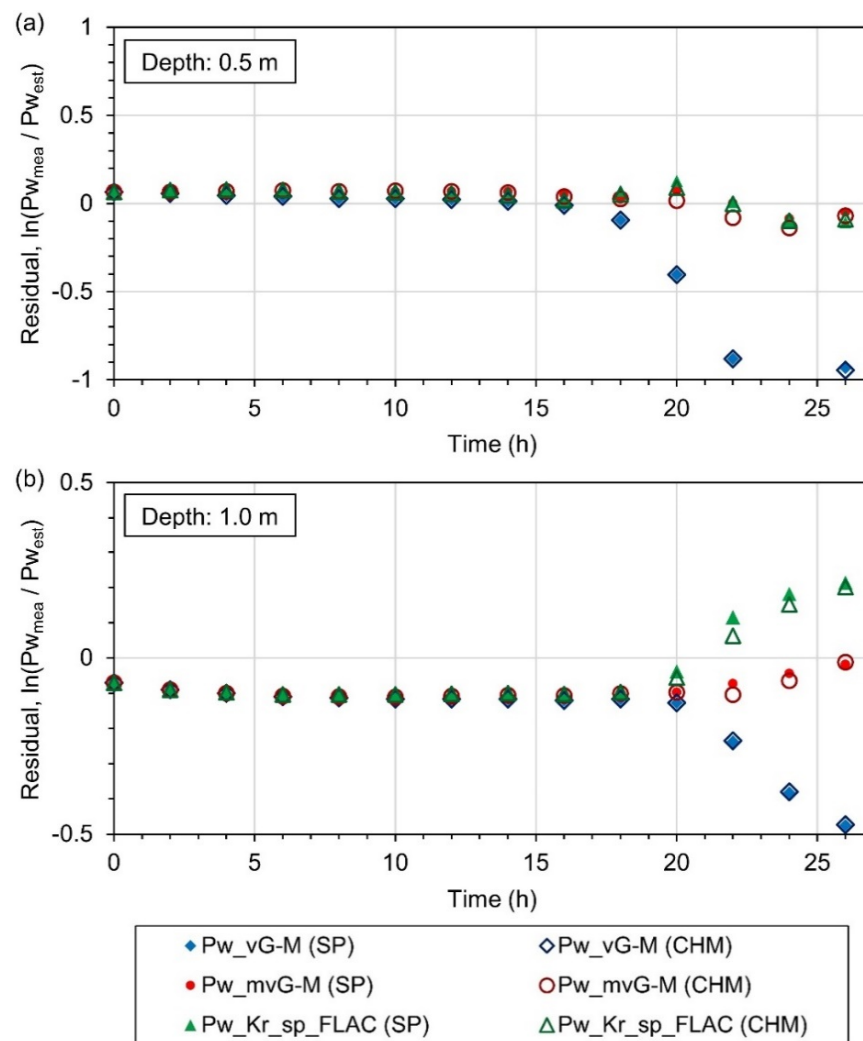 (a)
1
0.5
0
-0.5
-1
Residual, ln(Pw_mea / Pw_est)
Depth: 0.5 m
0 5 10 15 20 25
Time (h)
(b)
0.5
0
-0.5
Residual, ln(Pw_mea / Pw_est)
Depth: 1.0 m
0 5 10 15 20 25
Time (h)
Pw_vG-M (SP) Pw_vG-M (CHM)
Pw_mvG-M (SP) Pw_mvG-M (CHM)
Pw_Kr_sp_FLAC (SP) Pw_Kr_sp_FLAC (CHM)